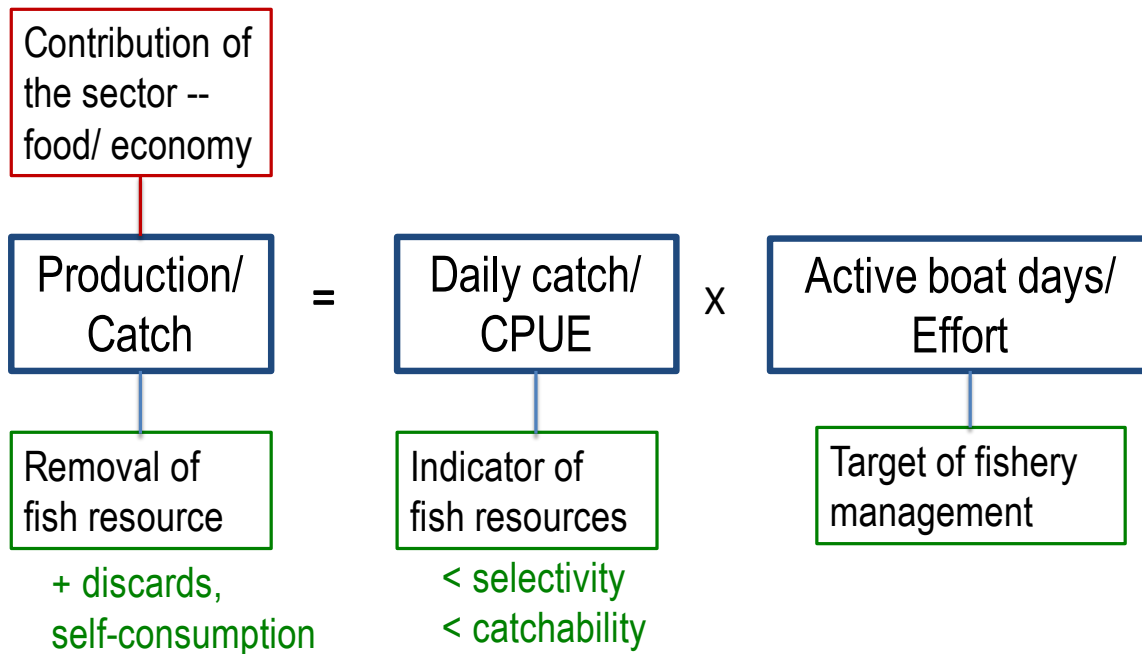 Contribution of
the sector --
food/ economy
Production/
Catch
=
Daily catch/
CPUE
x
Active boat days/
Effort
Removal of
fish resource
+ discards,
self-consumption
Indicator of
fish resources
< selectivity
< catchability
Target of fishery
management